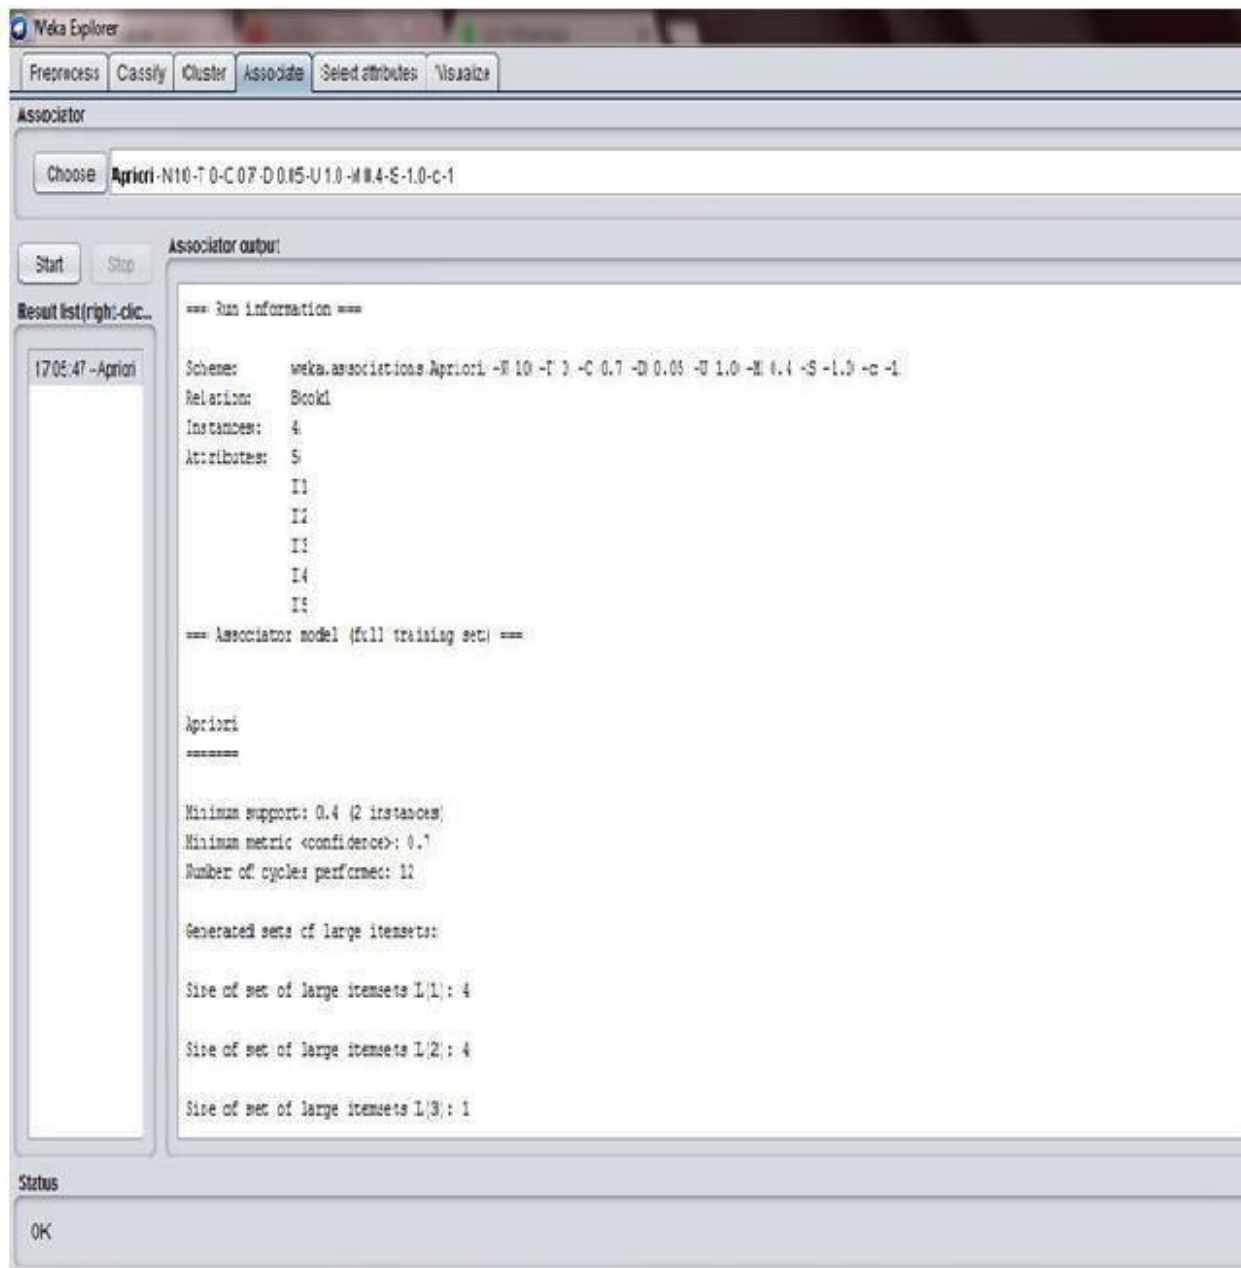 Weka Explorer
Preprocess Classify Cluster Associate Select attributes Visualize
Associator
Choose Apriori -N 10 -T 0 -C 0.7 -D 0.05 -U 1.0 -M 0.4 -S -1.0 -c -1
Start Stop
Associator output
Result list (right-clic...
17:05:47 - Apriori
=== Run information ===
Scheme: weka.associations.Apriori -N 10 -T 0 -C 0.7 -D 0.05 -U 1.0 -M 0.4 -S -1.0 -c -1
Relation: Book1
Instances: 4
Attributes: 5
I1
I2
I3
I4
I5
=== Associator model (full training set) ===
Apriori
=======
Minimum support: 0.4 (2 instances)
Minimum metric <confidence>: 0.7
Number of cycles performed: 12
Generated sets of large itemsets:
Size of set of large itemsets L(1): 4
Size of set of large itemsets L(2): 4
Size of set of large itemsets L(3): 1
Status
OK